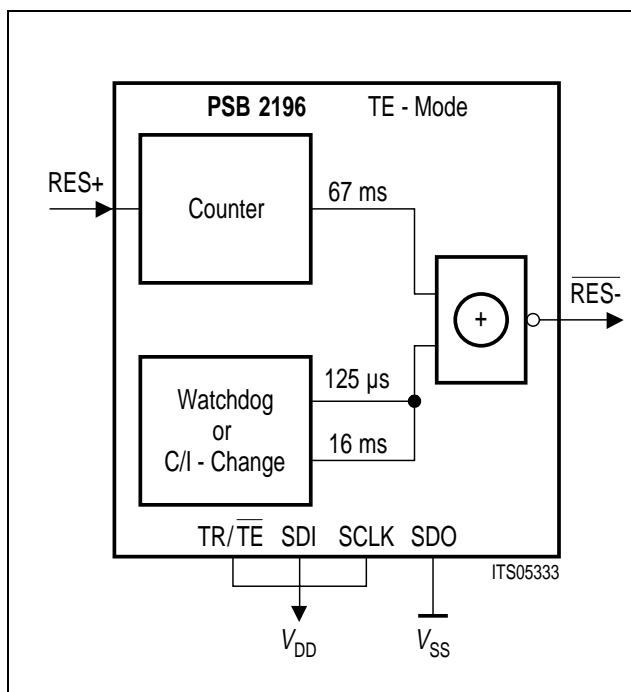 PSB 2196 TE - Mode
RES+
Counter
67 ms
RES-
+
Watchdog
or
C/I - Change
125 µs
16 ms
TR/TE SDI SCLK SDO
ITS05333
VDD
VSS